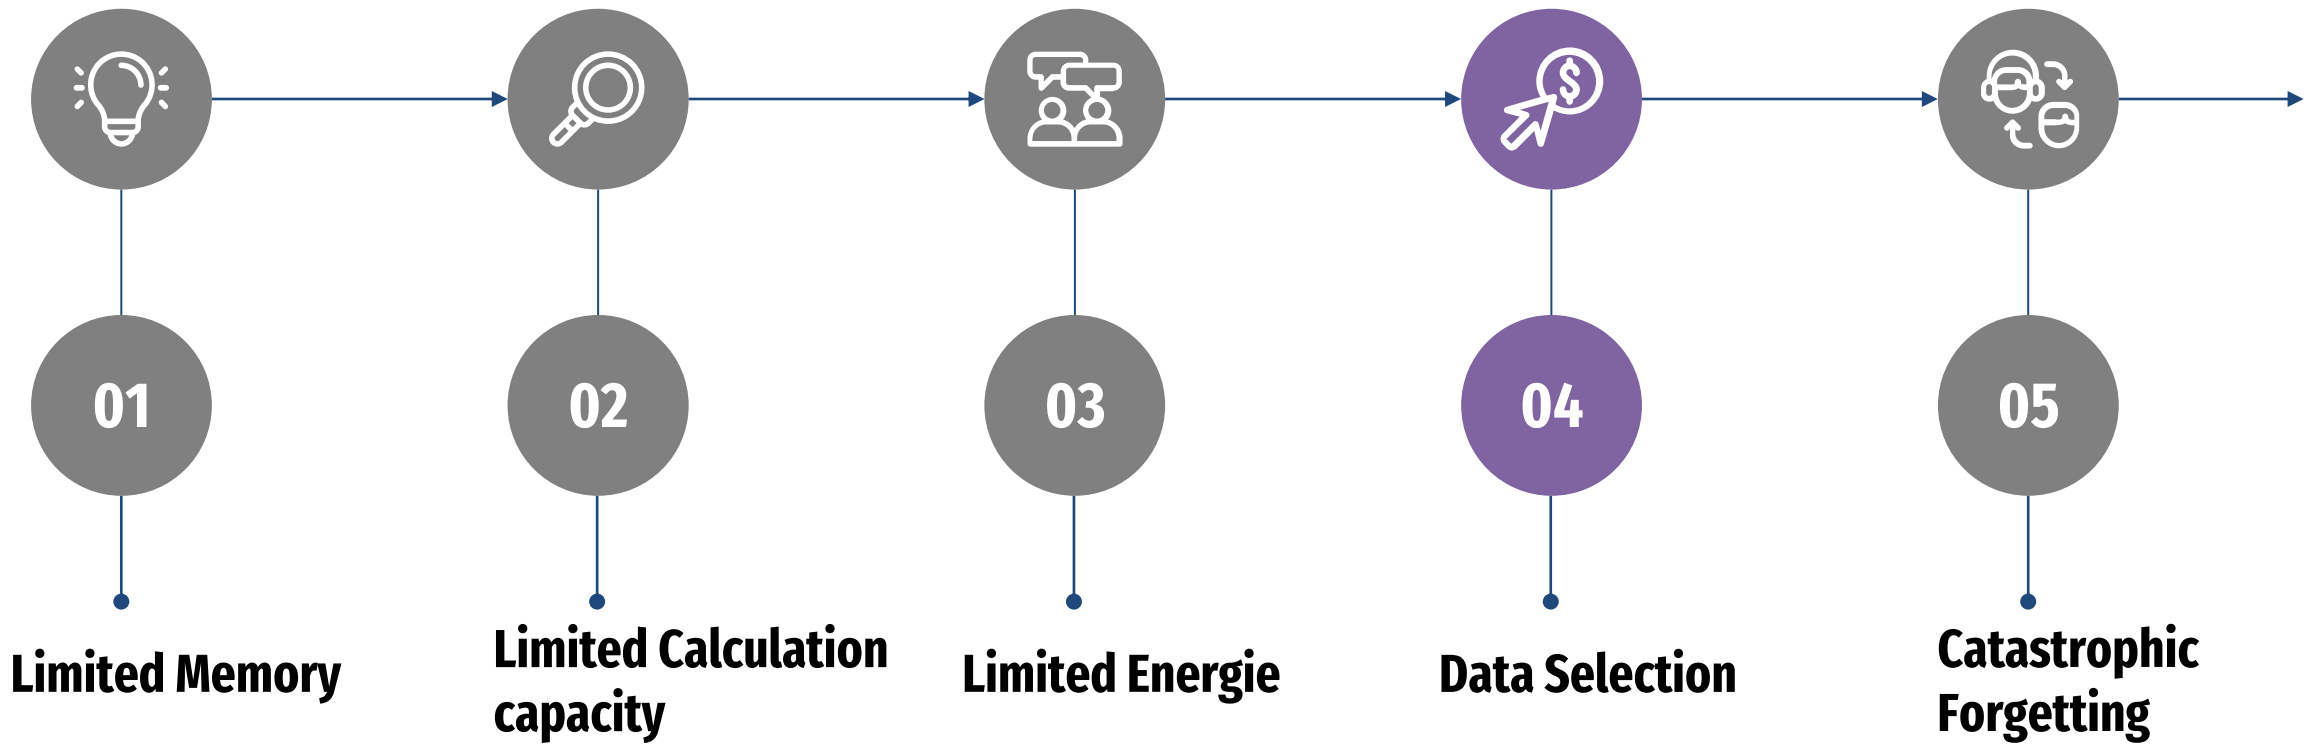 $
01
02
03
04
05
Limited Memory
Limited Calculation
capacity
Limited Energie
Data Selection
Catastrophic
Forgetting